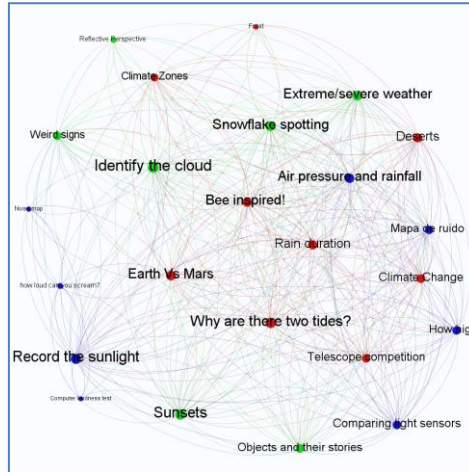 Frost
Reflective Perspective
Climate Zones
Extreme/severe weather
Snowflake spotting
Weird signs
Deserts
Identify the cloud
Air pressure and rainfall
Bee inspired!
Noise map
Mapa de ruido
Rain duration
Earth Vs Mars
Climate Change
how loud can you scream?
Why are there two tides?
Record the sunlight
Telescope competition
Sunsets
Comparing light sensors
Objects and their stories